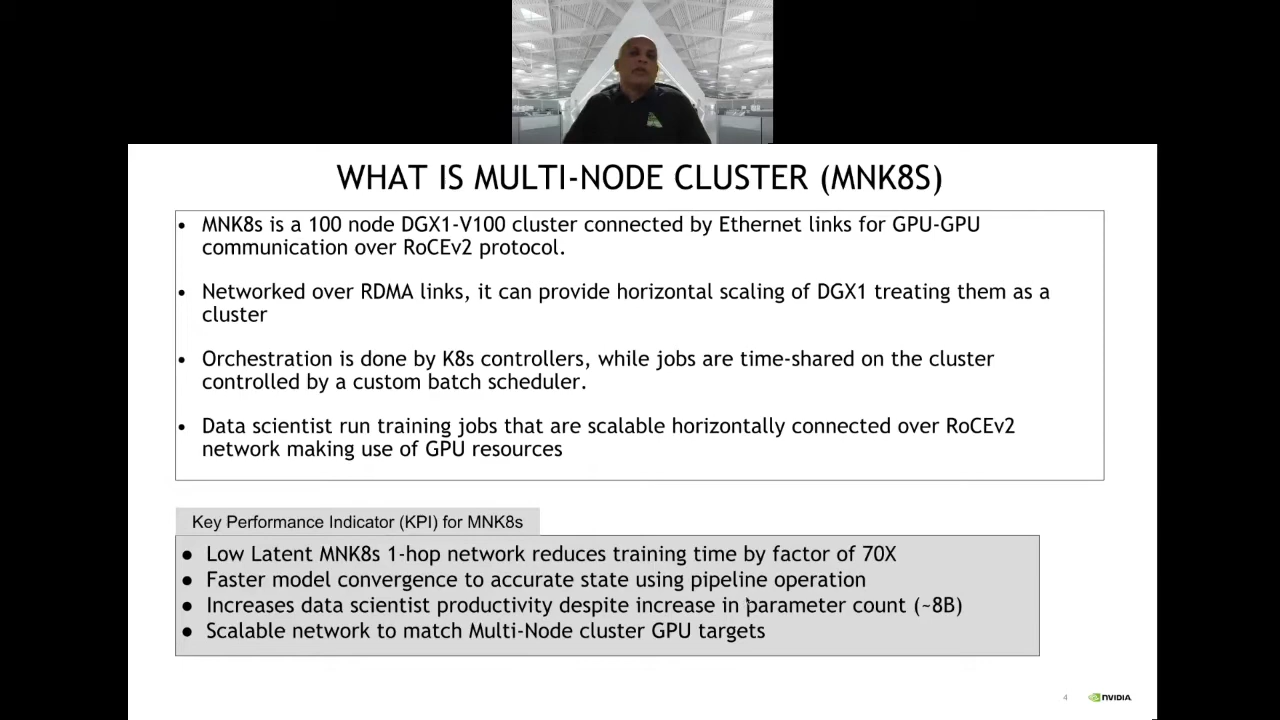 WHAT IS MULTI-NODE CLUSTER (MNK8S)
• MNK8s is a 100 node DGX1-V100 cluster connected by Ethernet links for GPU-GPU
communication over RoCEv2 protocol.
• Networked over RDMA links, it can provide horizontal scaling of DGX1 treating them as a
cluster
• Orchestration is done by K8s controllers, while jobs are time-shared on the cluster
controlled by a custom batch scheduler.
• Data scientist run training jobs that are scalable horizontally connected over RoCEv2
network making use of GPU resources
Key Performance Indicator (KPI) for MNK8s
● Low Latent MNK8s 1-hop network reduces training time by factor of 70X
● Faster model convergence to accurate state using pipeline operation
● Increases data scientist productivity despite increase in parameter count (~8B)
● Scalable network to match Multi-Node cluster GPU targets
4
NVIDIA